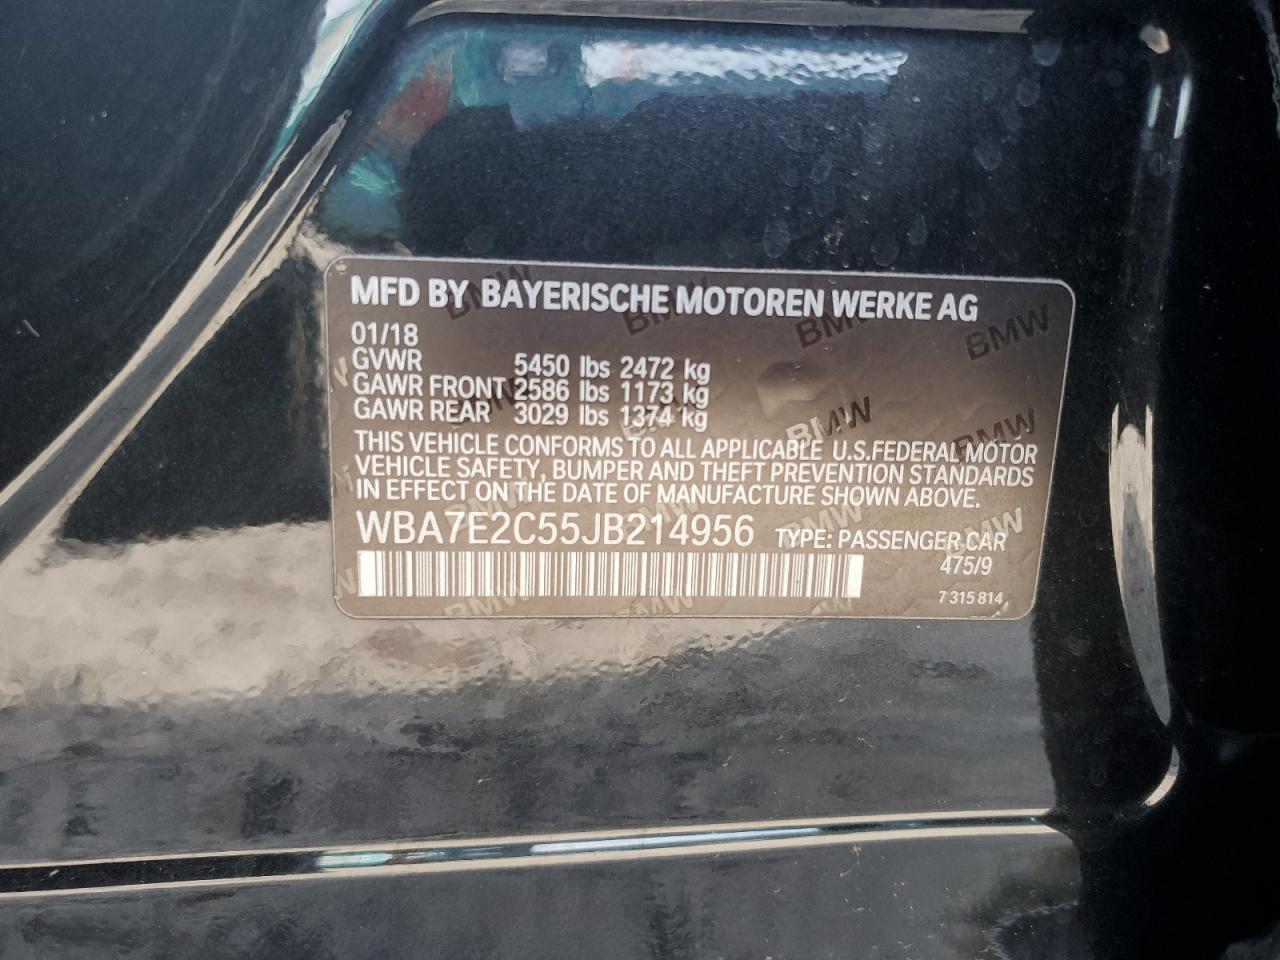 MFD BY BAYERISCHE MOTOREN WERKE AG
01/18
GVWR 5450 lbs 2472 kg
GAWR FRONT 2586 lbs 1173 kg
GAWR REAR 3029 lbs 1374 kg
THIS VEHICLE CONFORMS TO ALL APPLICABLE U.S.FEDERAL MOTOR
VEHICLE SAFETY, BUMPER AND THEFT PREVENTION STANDARDS
IN EFFECT ON THE DATE OF MANUFACTURE SHOWN ABOVE.
WBA7E2C55JB214956 TYPE: PASSENGER CAR
475/9
7 315 814